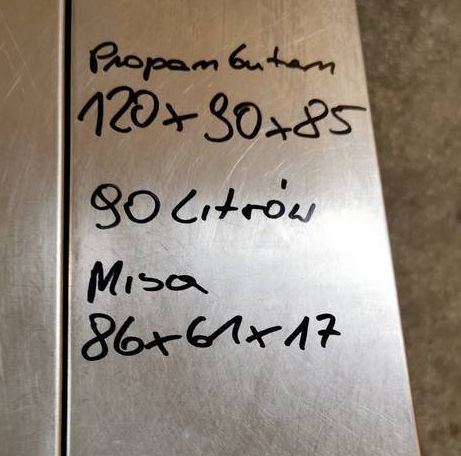 Propan butan
120x90x85
90 Litrów
Misa
86x61x17